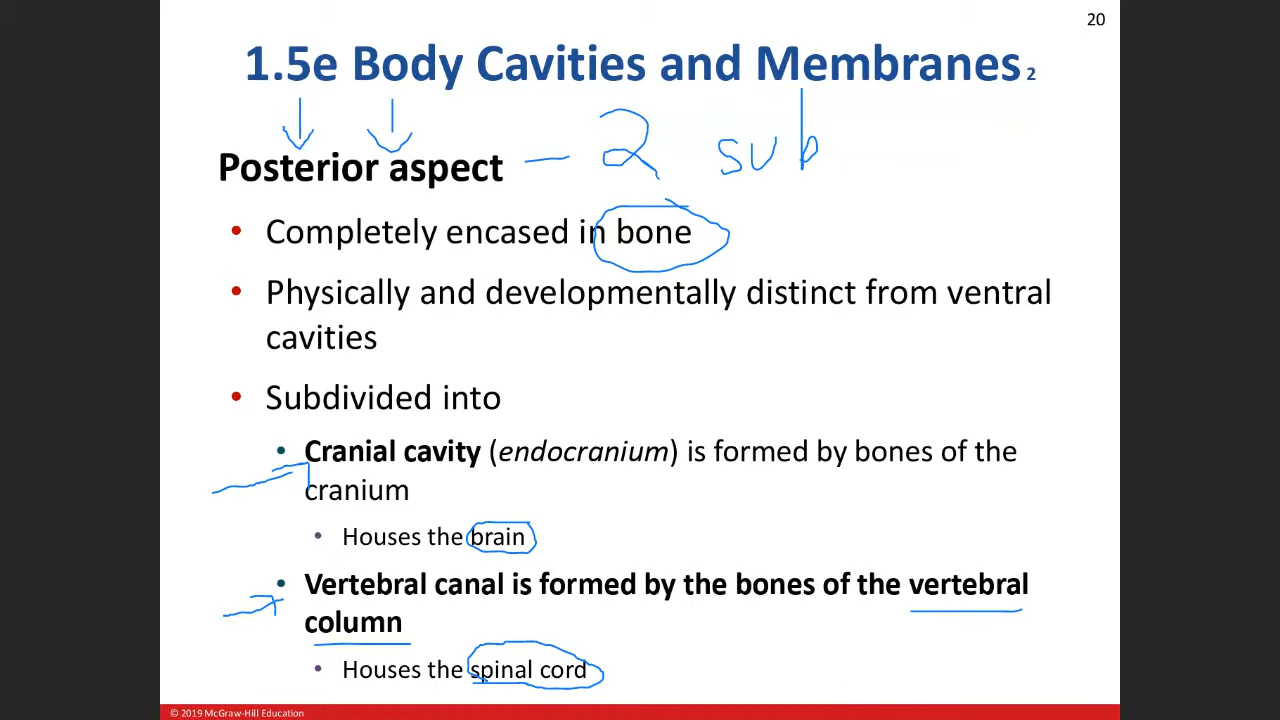 20
1.5e Body Cavities and Membranes 2
Posterior aspect – 2 sub
• Completely encased in bone
• Physically and developmentally distinct from ventral
cavities
• Subdivided into
• Cranial cavity (endocranium) is formed by bones of the
cranium
• Houses the brain
• Vertebral canal is formed by the bones of the vertebral
column
• Houses the spinal cord
© 2019 McGraw-Hill Education